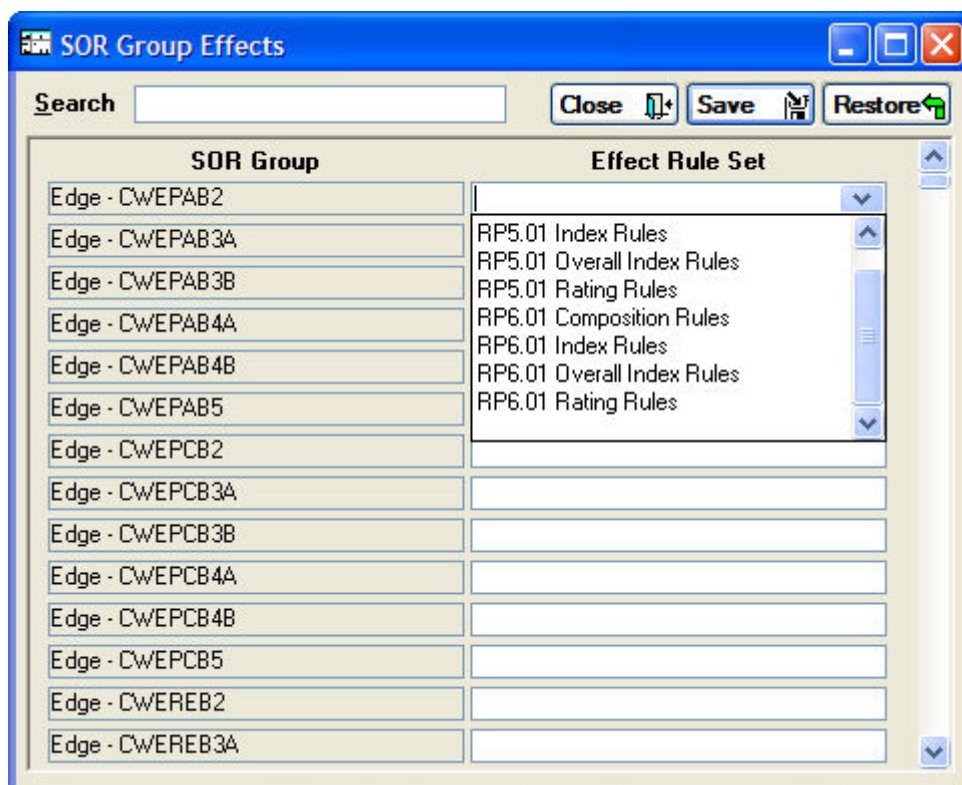 SOR Group Effects
Search Close Save Restore
SOR Group Effect Rule Set
Edge - CWEPAB2
Edge - CWEPAB3A
Edge - CWEPAB3B
Edge - CWEPAB4A
Edge - CWEPAB4B
Edge - CWEPAB5
Edge - CWEPCB2
Edge - CWEPCB3A
Edge - CWEPCB3B
Edge - CWEPCB4A
Edge - CWEPCB4B
Edge - CWEPCB5
Edge - CWEREB2
Edge - CWEREB3A
RP5.01 Index Rules
RP5.01 Overall Index Rules
RP5.01 Rating Rules
RP6.01 Composition Rules
RP6.01 Index Rules
RP6.01 Overall Index Rules
RP6.01 Rating Rules